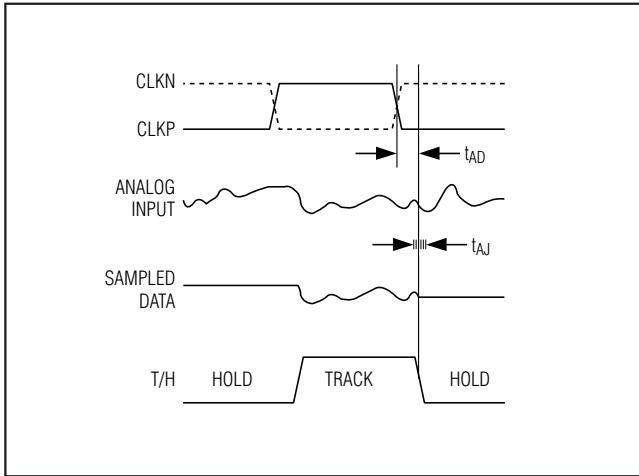 CLKN
CLKP
tAD
ANALOG
INPUT
tAJ
SAMPLED
DATA
T/H
HOLD
TRACK
HOLD